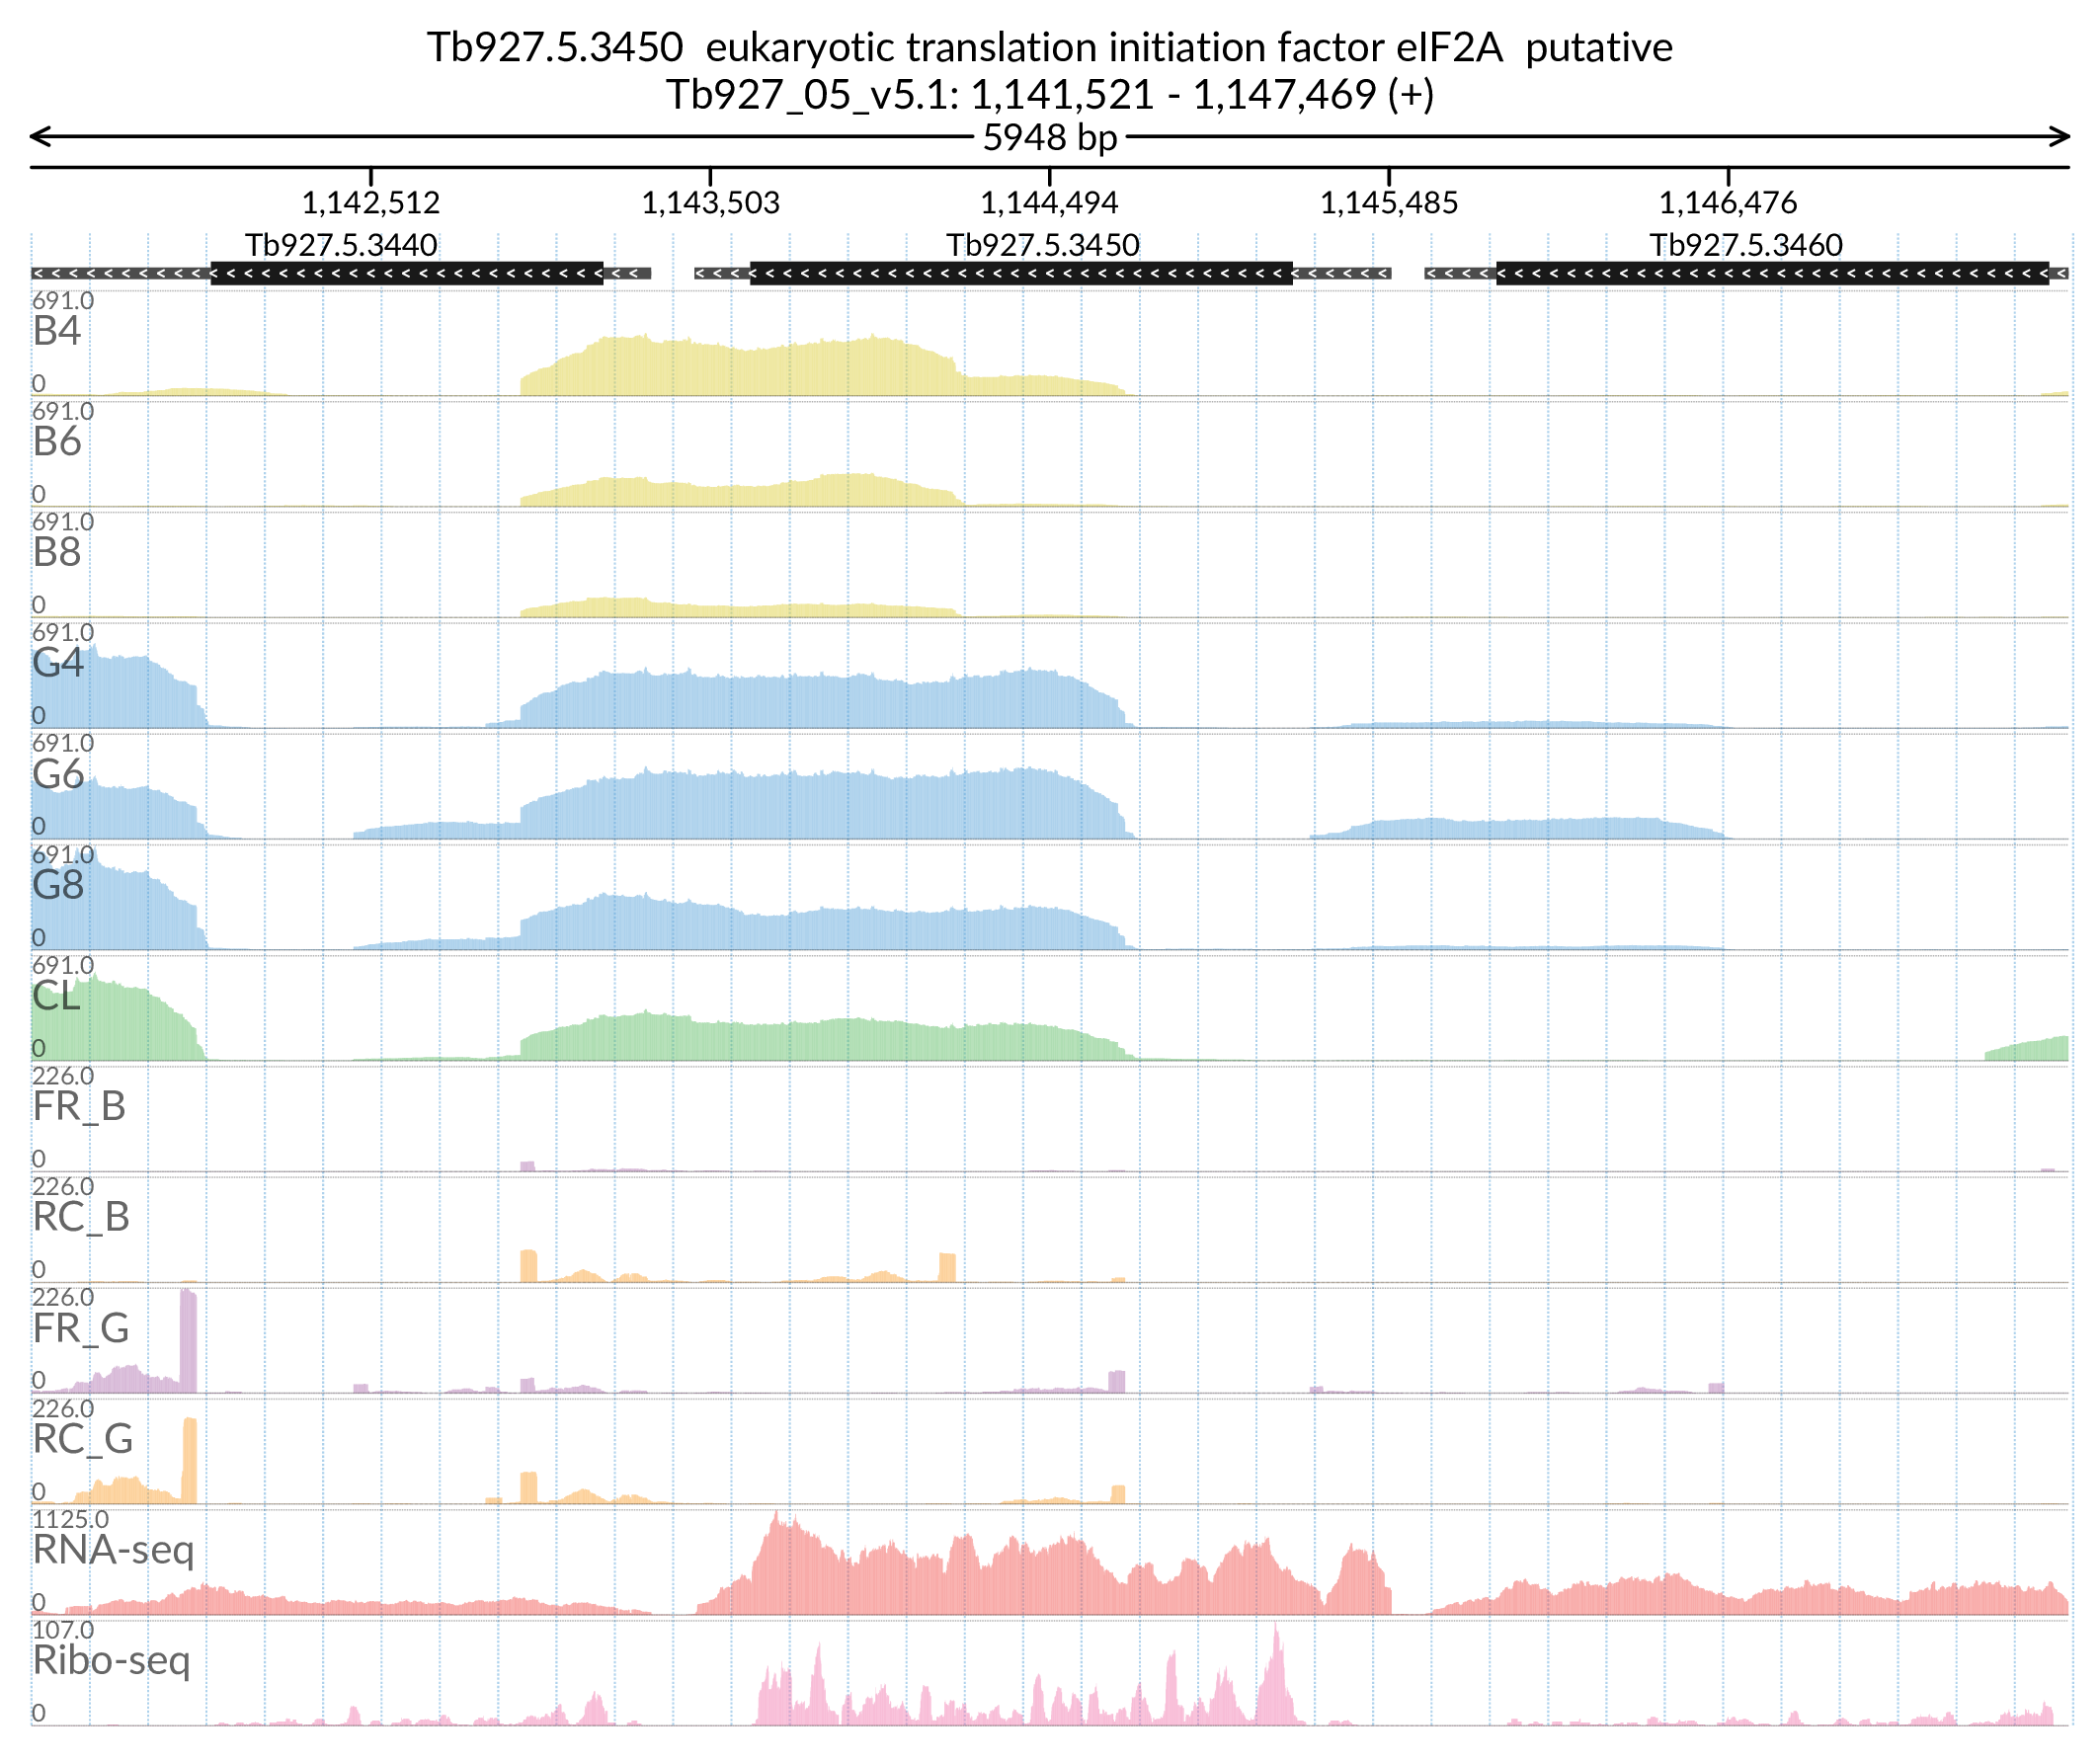 Tb927.5.3450 eukaryotic translation initiation factor eIF2A putative
Tb927_05_v5.1: 1,141,521 - 1,147,469 (+)
5948 bp
1,142,512 1,143,503 1,144,494 1,145,485 1,146,476
Tb927.5.3440 Tb927.5.3450 Tb927.5.3460
691.0
B4
0
691.0
B6
0
691.0
B8
0
691.0
G4
0
691.0
G6
0
691.0
G8
0
691.0
CL
0
226.0
FR_B
0
226.0
RC_B
0
226.0
FR_G
0
226.0
RC_G
0
1125.0
RNA-seq
0
107.0
Ribo-seq
0